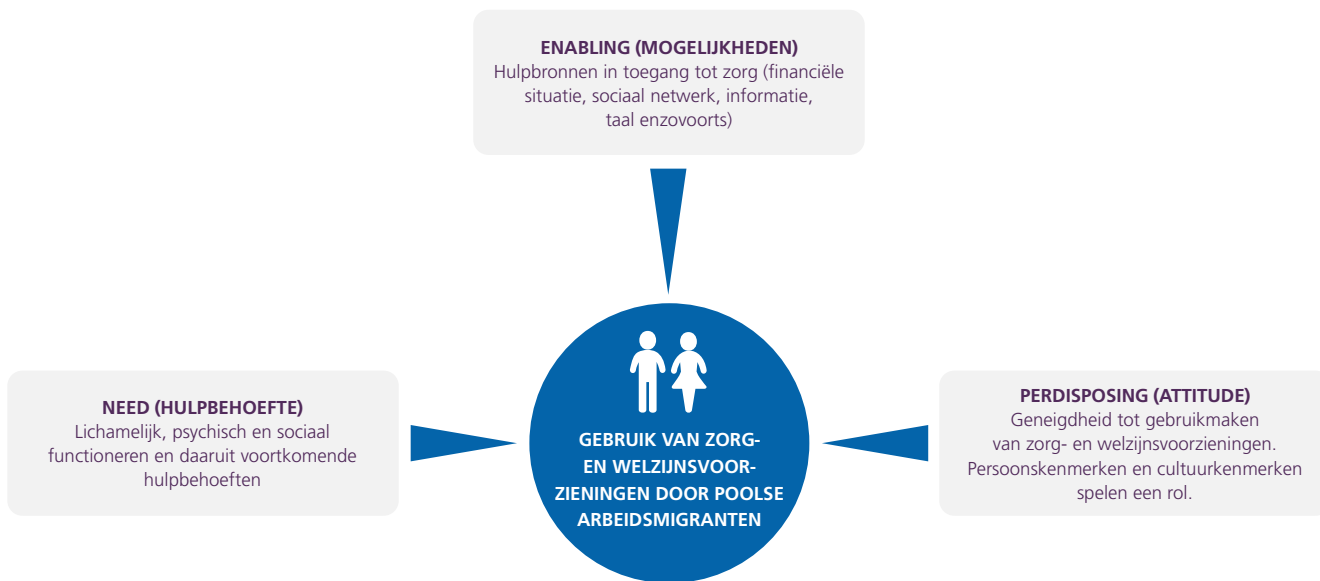 ENABLING (MOGELIJKHEDEN)
Hulpbronnen in toegang tot zorg (financiële
situatie, sociaal netwerk, informatie,
taal enzovoorts)
NEED (HULPBEHOEFTE)
Lichamelijk, psychisch en sociaal
functioneren en daaruit voortkomende
hulpbehoeften
GEBRUIK VAN ZORG-
EN WELZIJNSVOOR-
ZIENINGEN DOOR POOLSE
ARBEIDSMIGRANTEN
PERDISPOSING (ATTITUDE)
Geneigdheid tot gebruikmaken
van zorg- en welzijnsvoorzieningen.
Persoonskenmerken en cultuurkenmerken
spelen een rol.